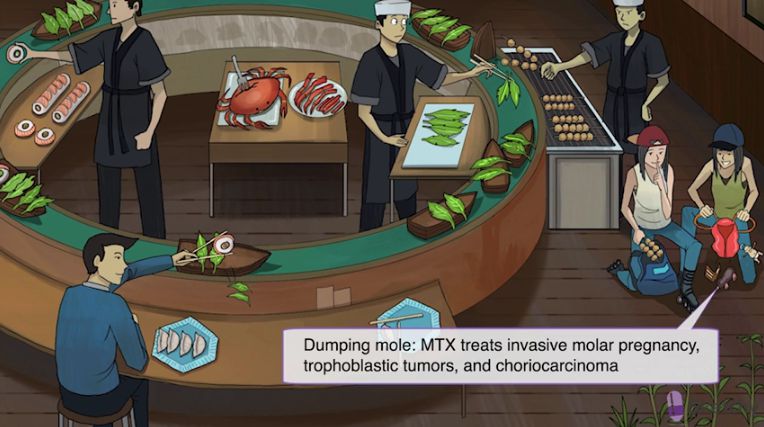 Dumping mole: MTX treats invasive molar pregnancy,
trophoblastic tumors, and choriocarcinoma